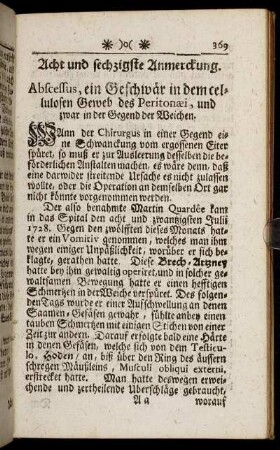 * )o( * 369
Acht und sechzigste Anmerckung.
Abscessus, ein Geschwär in dem cel-
lulosen Geweb des Peritonæi, und
zwar in der Gegend der Weichen.
WAnn der Chirurgus in einer Gegend ei-
ne Schwanckung vom ergossenen Eiter
spüret, so muß er zur Ausleerung desselben die be-
förderlichen Anstalten machen, es wäre denn, daß
eine darwider streitende Ursache es nicht zulassen
wollte, oder die Operation an demselben Ort gar
nicht könnte vorgenommen werden.
Der also benahmte Martin Quardée kam
in das Spital den acht und zwantzigsten Julii
1728. Gegen den zwölfften dieses Monats hat-
te er ein Vomitiv genommen, welches man ihm
wegen einiger Unpäßlichkeit, worüber er sich be-
klagte, gerathen hatte. Diese Brech-Artzney
hatte bey ihm gewaltig operiret, und in solcher ge-
waltsamen Bewegung hatte er einen hefftigen
Schmertzen in der Weiche verspüret. Des folgen-
den Tags wurde er einer Aufschwellung an denen
Saamen-Gefäsen gewahr, fühlte anbey einen
tauben Schmertzen mit einigen Stichen von einer
Zeit zur andern. Darauf erfolgte bald eine Härte
in denen Gefäsen, welche sich von dem Testicu-
lo, Hoden/ an, biß über den Ring des äussern
schregen Mäußleins, Musculi obliqui externi,
erstrecket hatte. Man hatte deswegen erwei-
chende und zertheilende Uberschläge gebraucht,
A a worauf